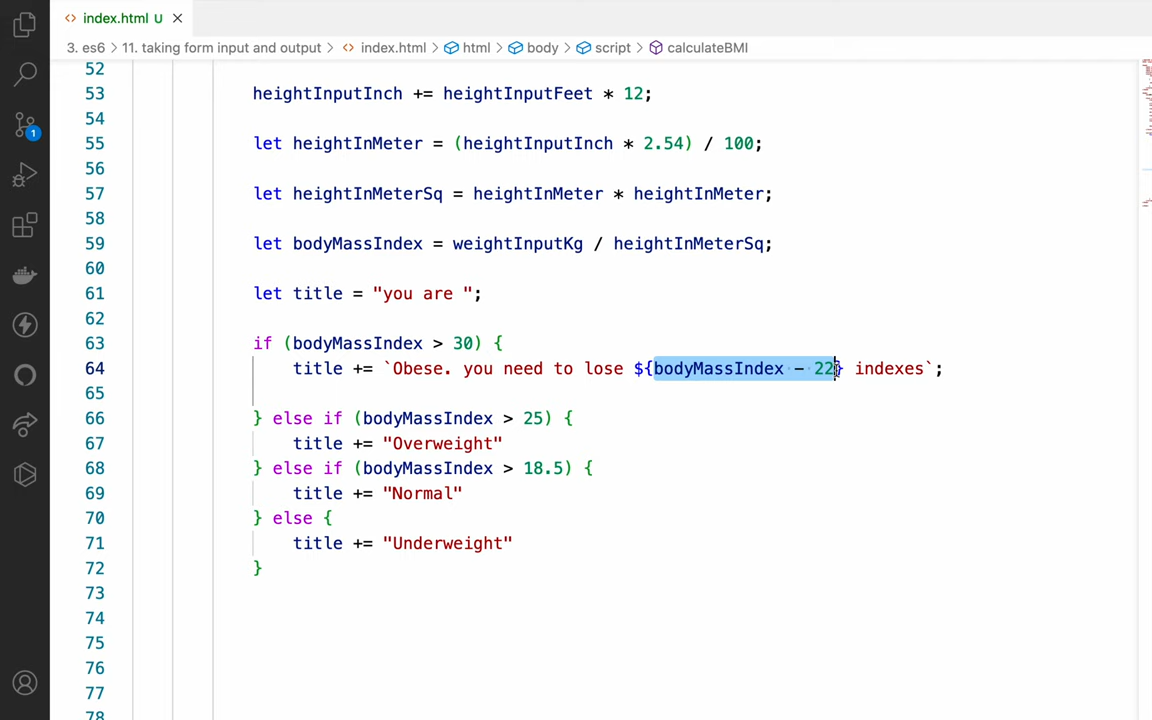 index.html U
3. es6 > 11. taking form input and output > index.html > html > body > script > calculateBMI
52
53 heightInputInch += heightInputFeet * 12;
54
55 let heightInMeter = (heightInputInch * 2.54) / 100;
56
57 let heightInMeterSq = heightInMeter * heightInMeter;
58
59 let bodyMassIndex = weightInputKg / heightInMeterSq;
60
61 let title = "you are ";
62
63 if (bodyMassIndex > 30) {
64 title += `Obese. you need to lose ${bodyMassIndex - 22} indexes`;
65
66 } else if (bodyMassIndex > 25) {
67 title += "Overweight"
68 } else if (bodyMassIndex > 18.5) {
69 title += "Normal"
70 } else {
71 title += "Underweight"
72 }
73
74
75
76
77
78
1